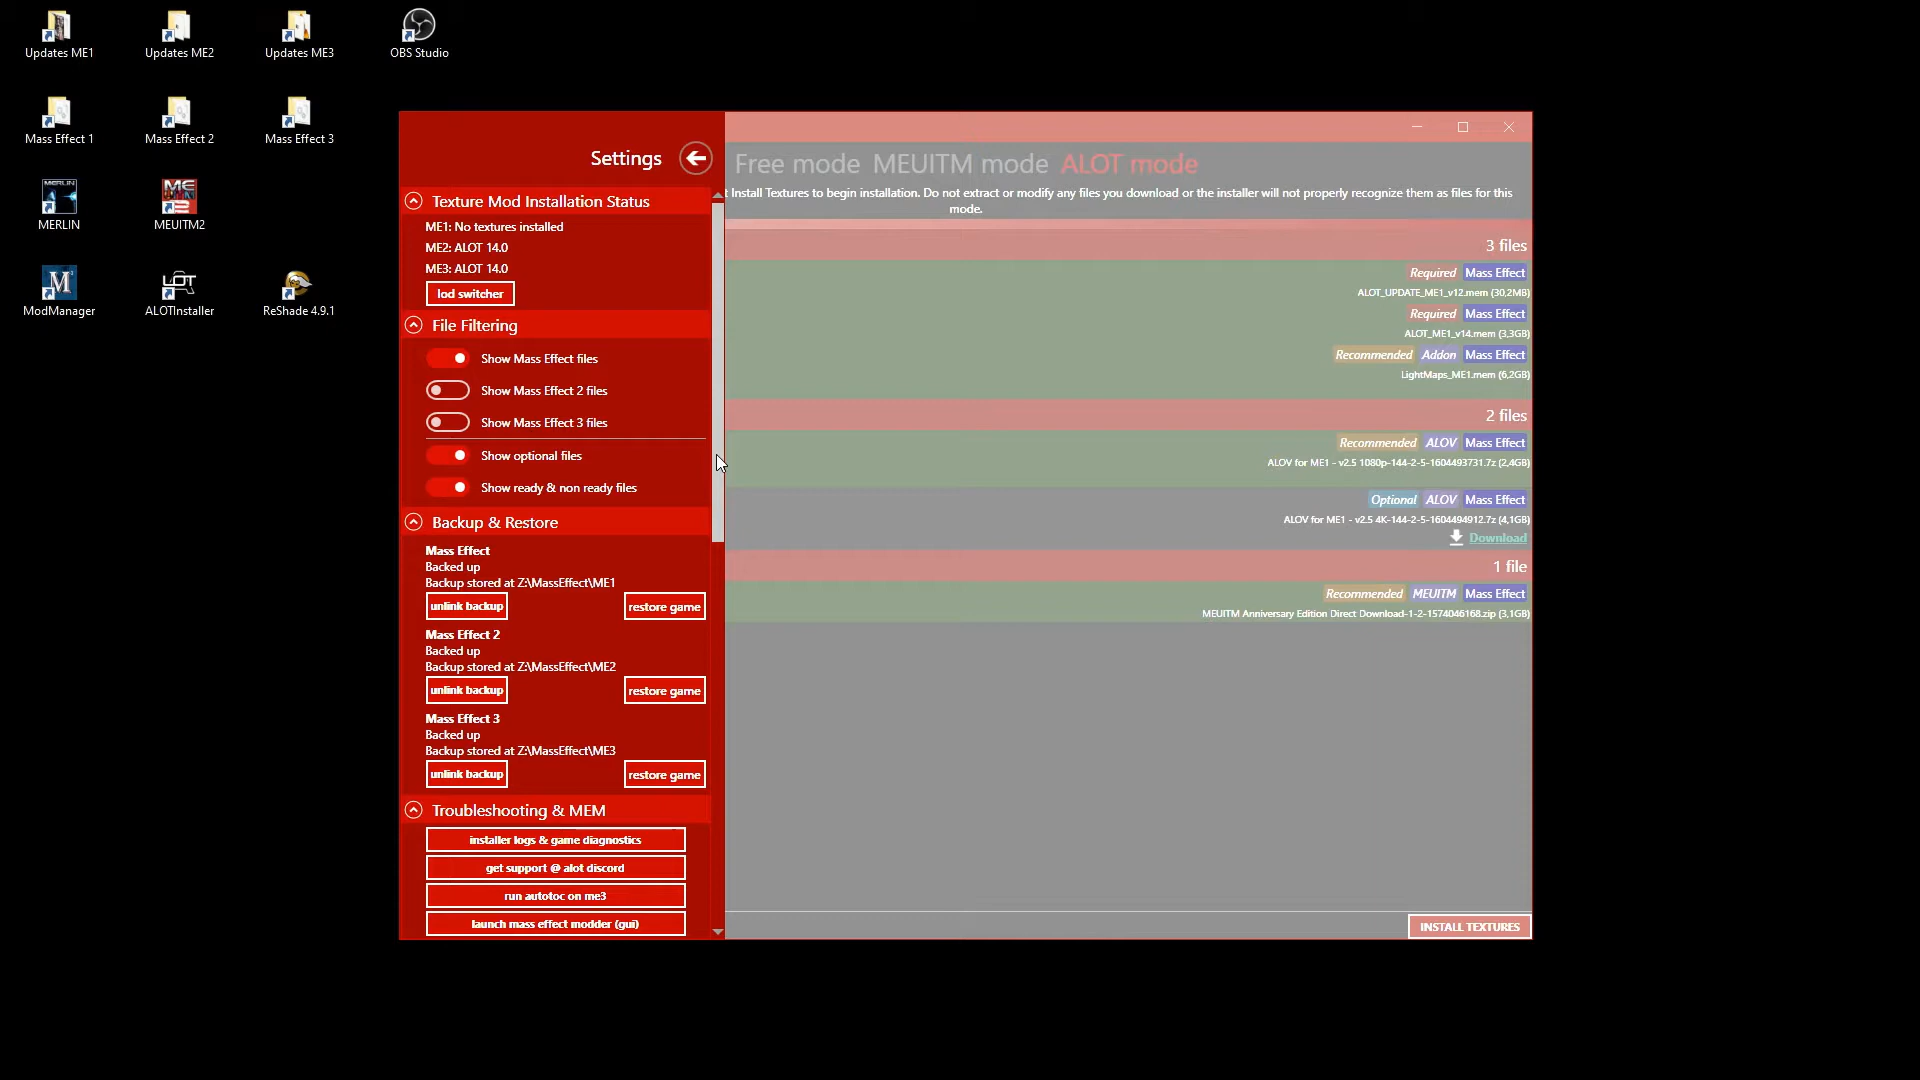 Updates ME1
Updates ME2
Updates ME3
OBS Studio
Mass Effect 1
Mass Effect 2
Mass Effect 3
MERLIN
MERLIN
ME
2
MEUITM2
M
ModManager
LOT
ALOTInstaller
ReShade 4.9.1
Settings
Texture Mod Installation Status
ME1: No textures installed
ME2: ALOT 14.0
ME3: ALOT 14.0
lod switcher
File Filtering
Show Mass Effect files
Show Mass Effect 2 files
Show Mass Effect 3 files
Show optional files
Show ready & non ready files
Backup & Restore
Mass Effect
Backed up
Backup stored at Z:\MassEffect\ME1
unlink backup restore game
Mass Effect 2
Backed up
Backup stored at Z:\MassEffect\ME2
unlink backup restore game
Mass Effect 3
Backed up
Backup stored at Z:\MassEffect\ME3
unlink backup restore game
Troubleshooting & MEM
installer logs & game diagnostics
get support @ alot discord
run autotoc on me3
launch mass effect modder (gui)
Free mode MEUITM mode ALOT mode
t Install Textures to begin installation. Do not extract or modify any files you download or the installer will not properly recognize them as files for this
mode.
3 files
Required Mass Effect
ALOT_UPDATE_ME1_v12.mem (30,2MB)
Required Mass Effect
ALOT_ME1_v14.mem (3,3GB)
Recommended Addon Mass Effect
LightMaps_ME1.mem (6,2GB)
2 files
Recommended ALOV Mass Effect
ALOV for ME1 - v2.5 1080p-144-2-5-1604493731.7z (2,4GB)
Optional ALOV Mass Effect
ALOV for ME1 - v2.5 4K-144-2-5-1604494912.7z (4,1GB)
Download
1 file
Recommended MEUITM Mass Effect
MEUITM Anniversary Edition Direct Download-1-2-1574046168.zip (3,1GB)
INSTALL TEXTURES